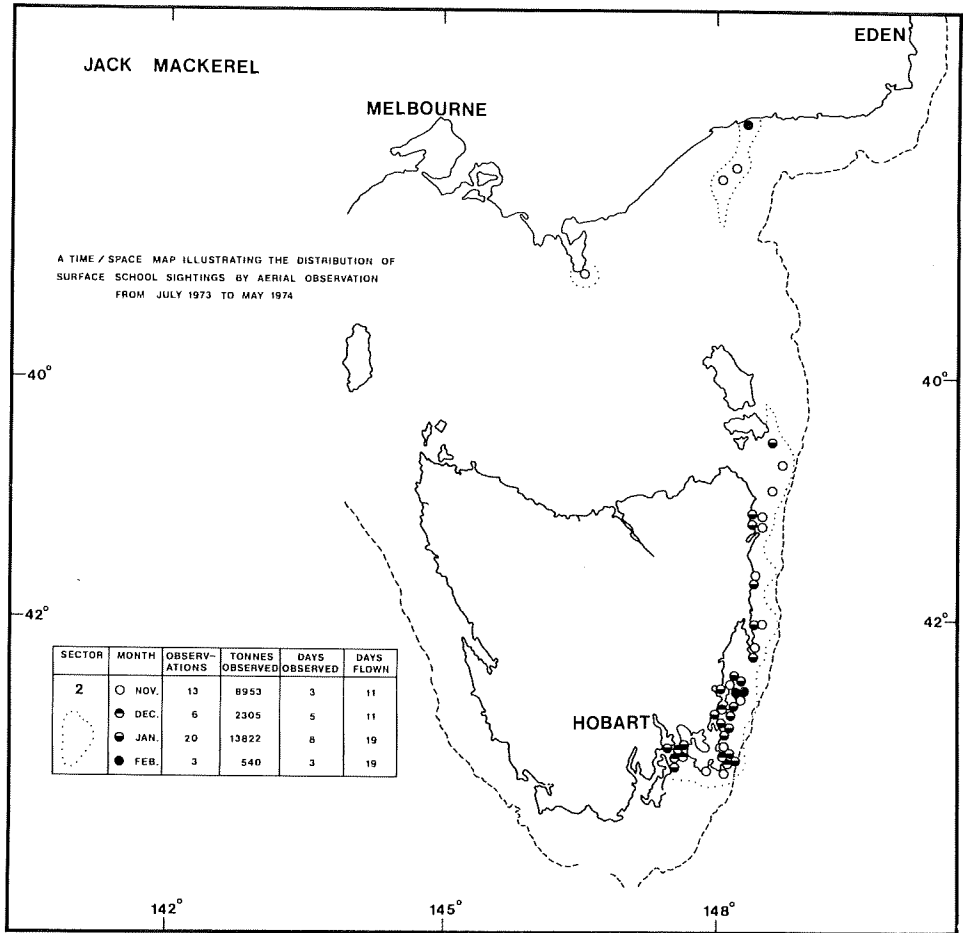 EDEN
JACK MACKEREL
MELBOURNE
A TIME / SPACE MAP ILLUSTRATING THE DISTRIBUTION OF
SURFACE SCHOOL SIGHTINGS BY AERIAL OBSERVATION
FROM JULY 1973 TO MAY 1974
40° 40°
42° 42°
SECTOR MONTH OBSERV-ATIONS TONNES OBSERVED DAYS OBSERVED DAYS FLOWN
2 NOV. 13 8953 3 11
DEC. 6 2305 5 11
JAN. 20 13822 8 19
FEB. 3 540 3 19
HOBART
142° 145° 148°